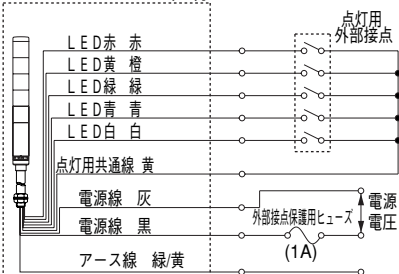 点灯用
外部接点
LED赤 赤
LED黄 橙
LED緑 緑
LED青 青
LED白 白
点灯用共通線 黄
電源線 灰
電源線 黒
外部接点保護用ヒューズ
(1A)
電源
電圧
アース線 緑/黄